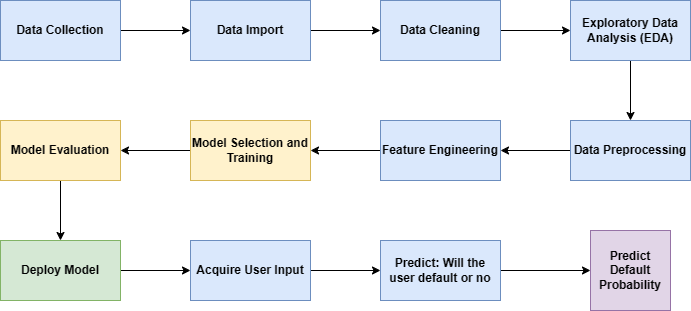 Data Collection
Data Import
Data Cleaning
Exploratory Data
Analysis (EDA)
Model Evaluation
Model Selection and
Training
Feature Engineering
Data Preprocessing
Deploy Model
Acquire User Input
Predict: Will the
user default or no
Predict
Default
Probability